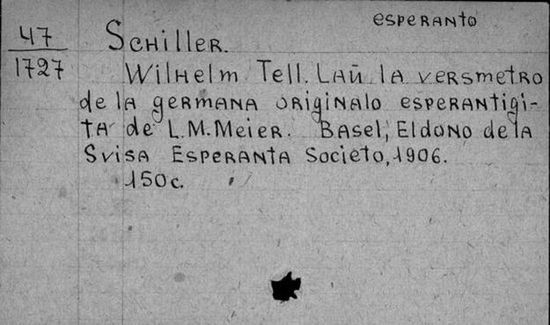 esperanto
47
1727
Schiller.
Wilhelm Tell. Laŭ la versmetro
de la germana originalo esperantigi-
ta de L.M.Meier. Basel, Eldono de la
Svisa Esperanta Societo, 1906.
150c.